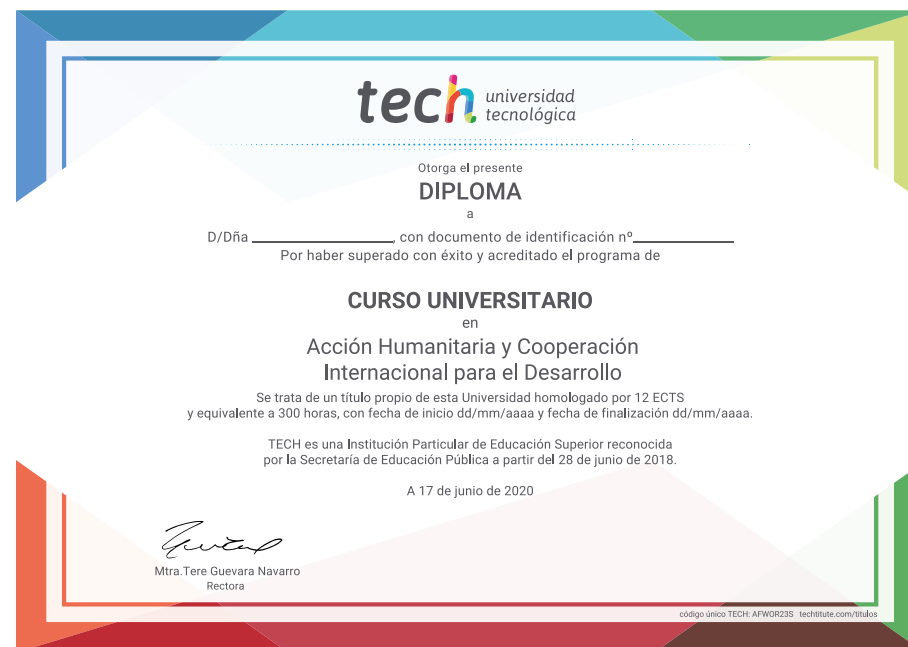 tech universidad
tecnológica
Otorga el presente
DIPLOMA
a
D/Dña ____________________, con documento de identificación nº______________
Por haber superado con éxito y acreditado el programa de
CURSO UNIVERSITARIO
en
Acción Humanitaria y Cooperación
Internacional para el Desarrollo
Se trata de un título propio de esta Universidad homologado por 12 ECTS
y equivalente a 300 horas, con fecha de inicio dd/mm/aaaa y fecha de finalización dd/mm/aaaa.
TECH es una Institución Particular de Educación Superior reconocida
por la Secretaría de Educación Pública a partir del 28 de junio de 2018.
A 17 de junio de 2020
Mtra.Tere Guevara Navarro
Rectora
código único TECH: AFWOR23S techtitute.com/titulos